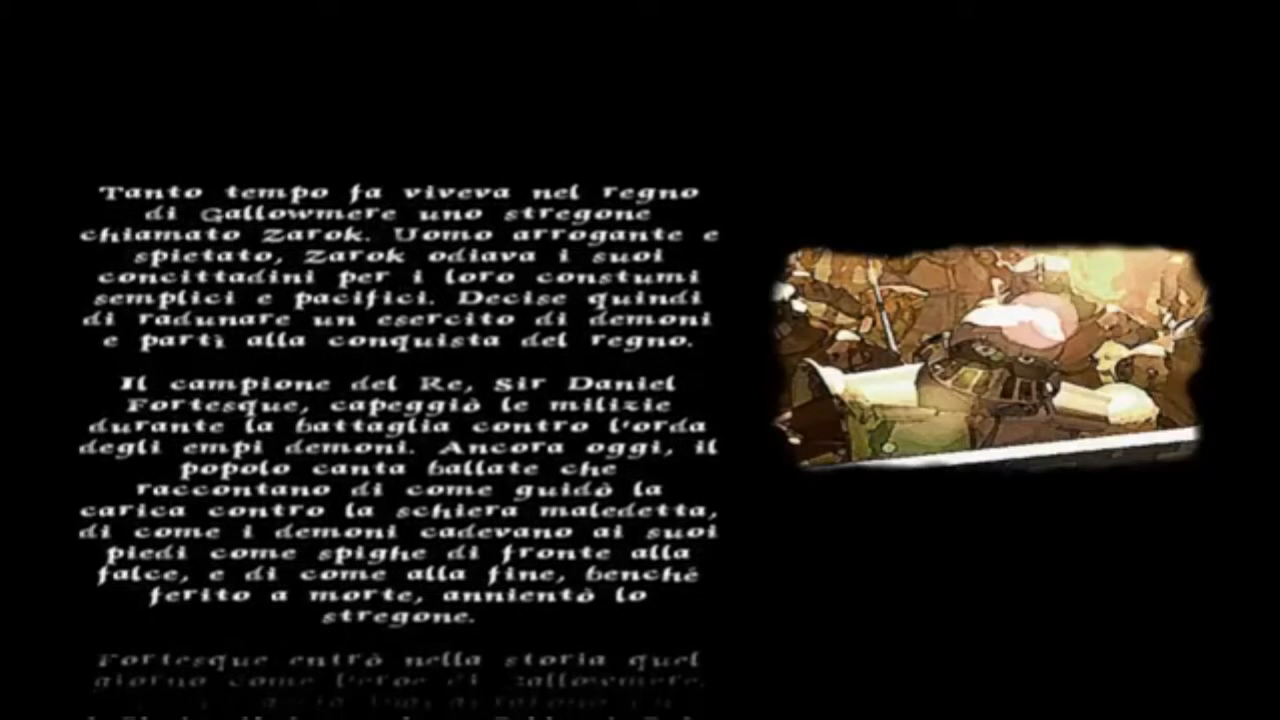 Tanto tempo fa viveva nel regno
di Gallowmere uno stregone
chiamato Zarok. Uomo arrogante e
spietato, Zarok odiava i suoi
concittadini per i loro constumi
semplici e pacifici. Decise quindi
di radunare un esercito di demoni
e partì alla conquista del regno.
Il campione del Re, Sir Daniel
Fortesque, capeggiò le milizie
durante la battaglia contro l'orda
degli empi demoni. Ancora oggi, il
popolo canta ballate che
raccontano di come guidò la
carica contro la schiera maledetta,
di come i demoni cadevano ai suoi
piedi come spighe di fronte alla
falce, e di come alla fine, benché
ferito a morte, annientò lo
stregone.
Fortesque entrò nella storia quel
giorno come l'eroe di Gallowmere.